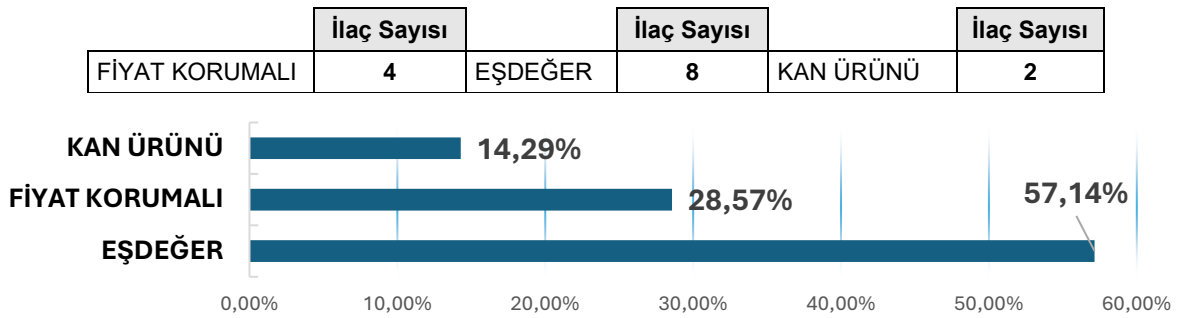 İlaç Sayısı İlaç Sayısı İlaç Sayısı
FİYAT KORUMALI 4 EŞDEĞER 8 KAN ÜRÜNÜ 2
KAN ÜRÜNÜ 14,29%
FİYAT KORUMALI 28,57% 57,14%
EŞDEĞER
0,00% 10,00% 20,00% 30,00% 40,00% 50,00% 60,00%